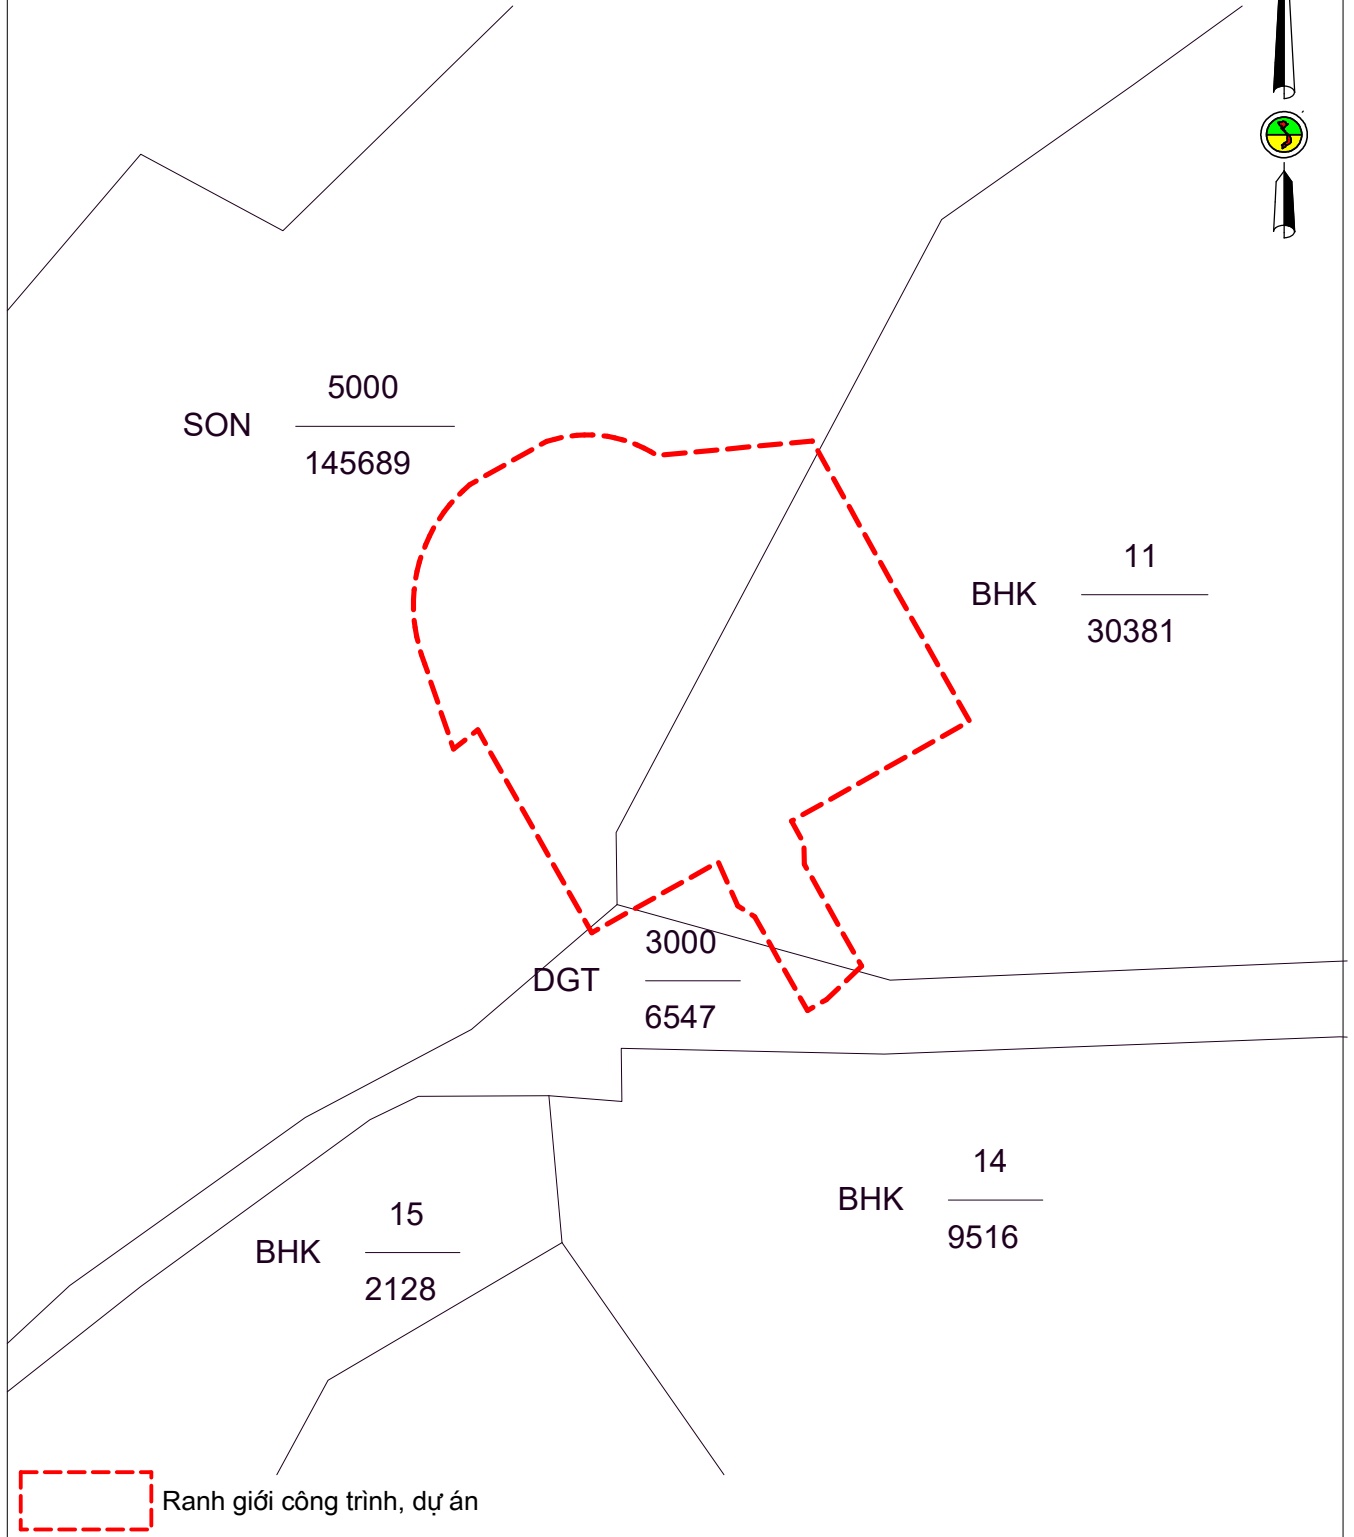 5000
SON
145689
11
BHK
30381
3000
DGT
6547
14
BHK
9516
15
BHK
2128
Ranh giới công trình, dự án